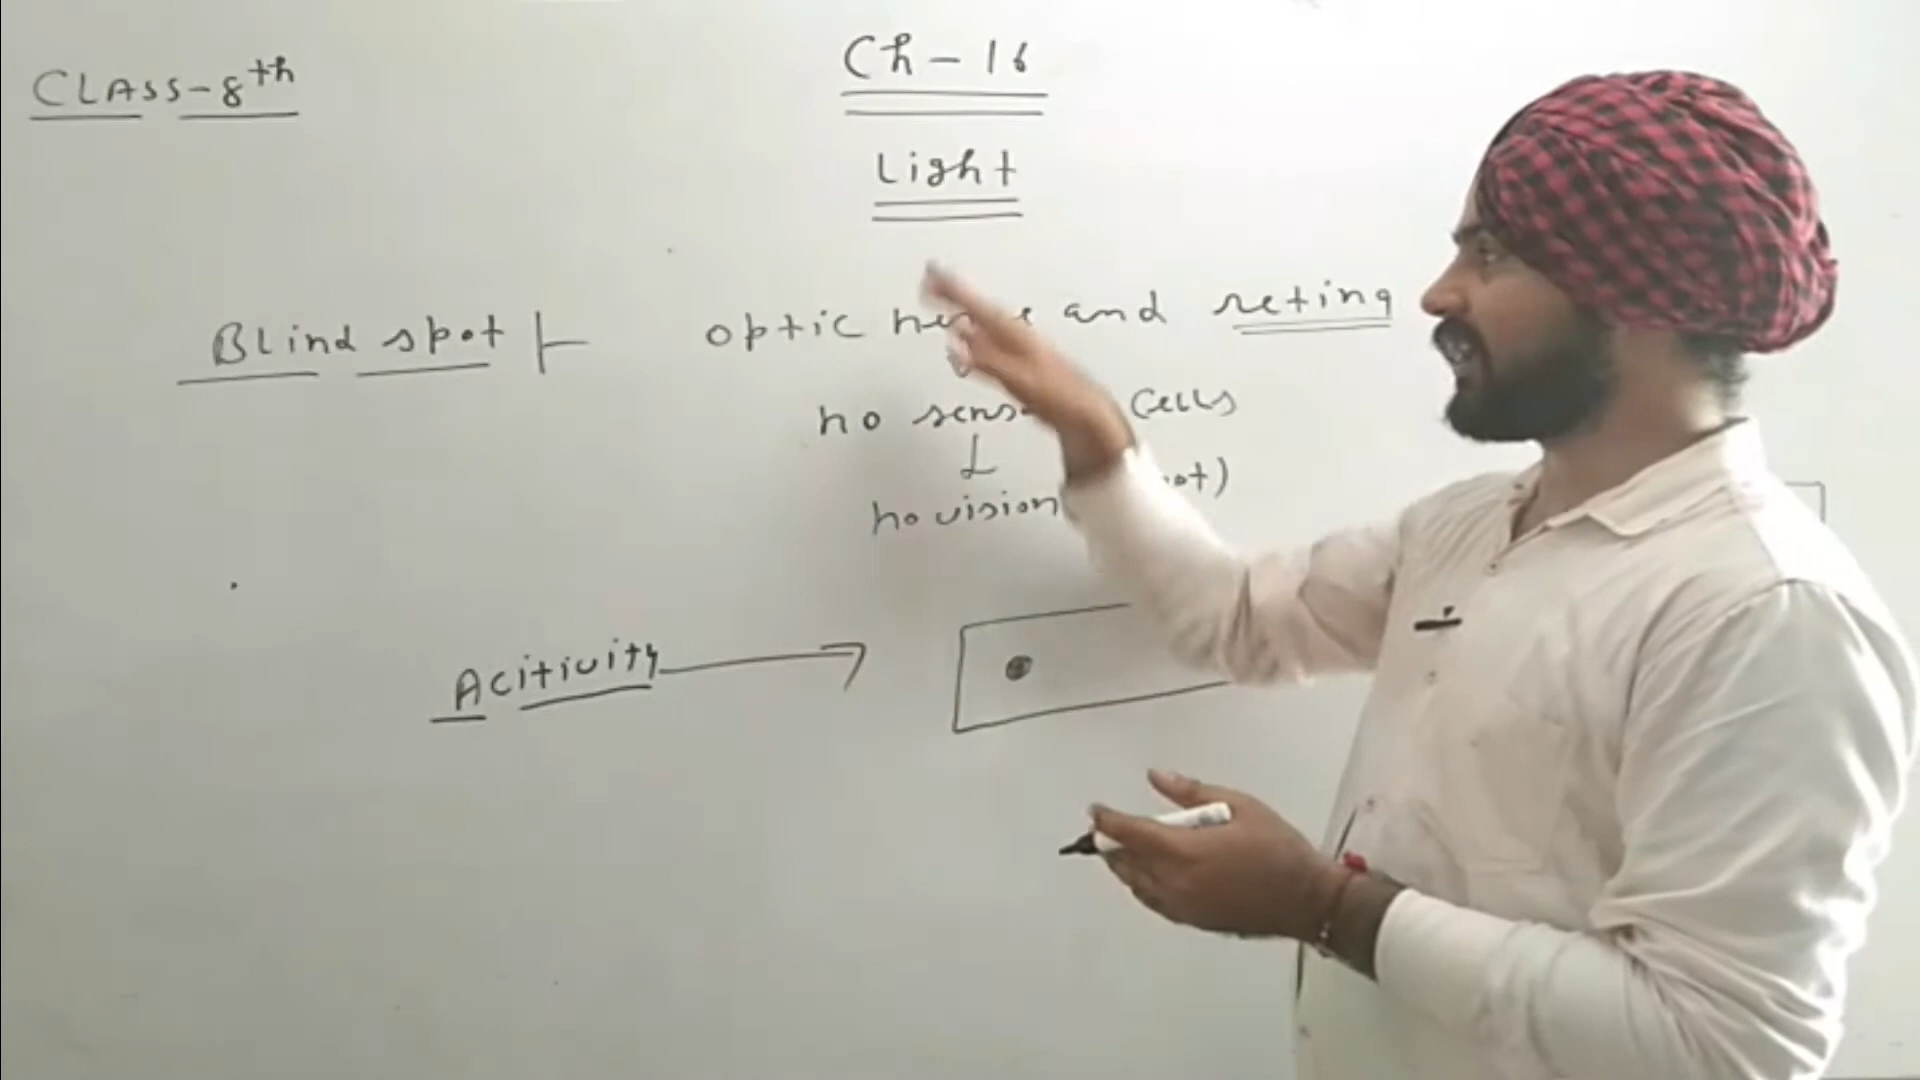 CLASS-8th
Ch-16
Light
Blind spot optic and retina
no cells
no vision
Acitivity